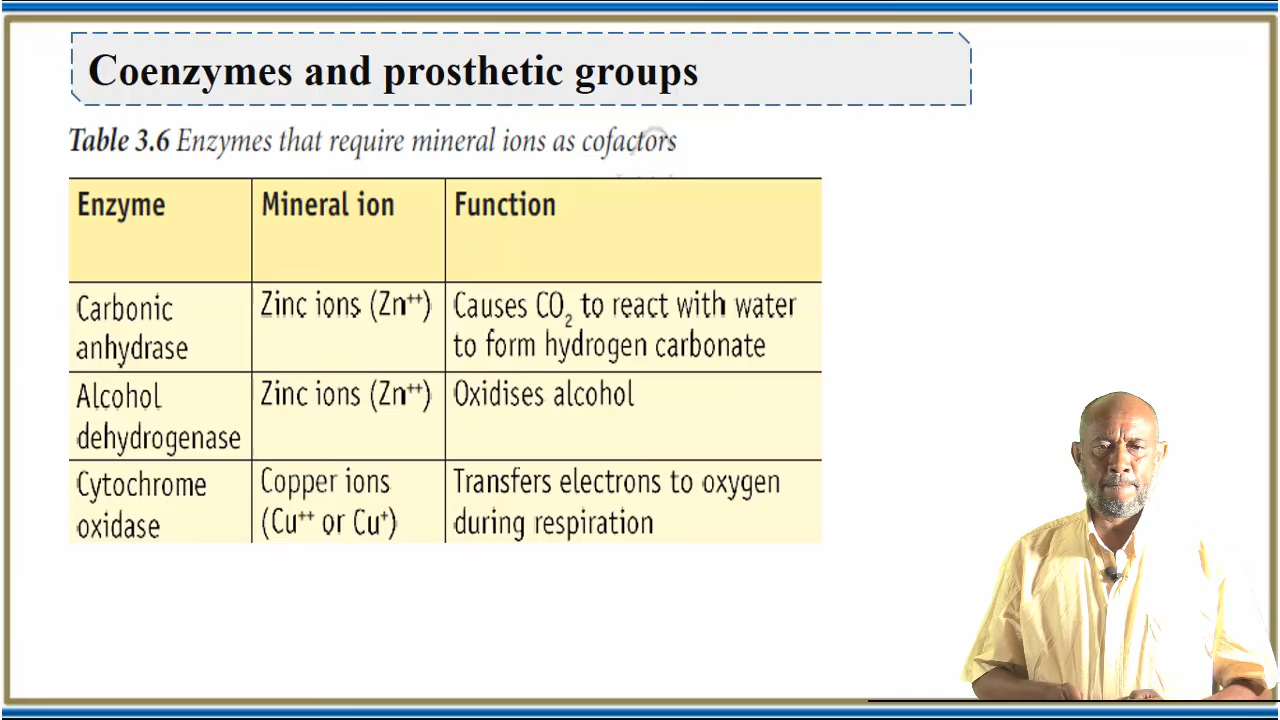 Coenzymes and prosthetic groups
Table 3.6 Enzymes that require mineral ions as cofactors
Enzyme
Mineral ion
Function
Carbonic
anhydrase
Zinc ions (Zn⁺⁺)
Causes CO₂ to react with water
to form hydrogen carbonate
Alcohol
dehydrogenase
Zinc ions (Zn⁺⁺)
Oxidises alcohol
Cytochrome
oxidase
Copper ions
(Cu⁺⁺ or Cu⁺)
Transfers electrons to oxygen
during respiration